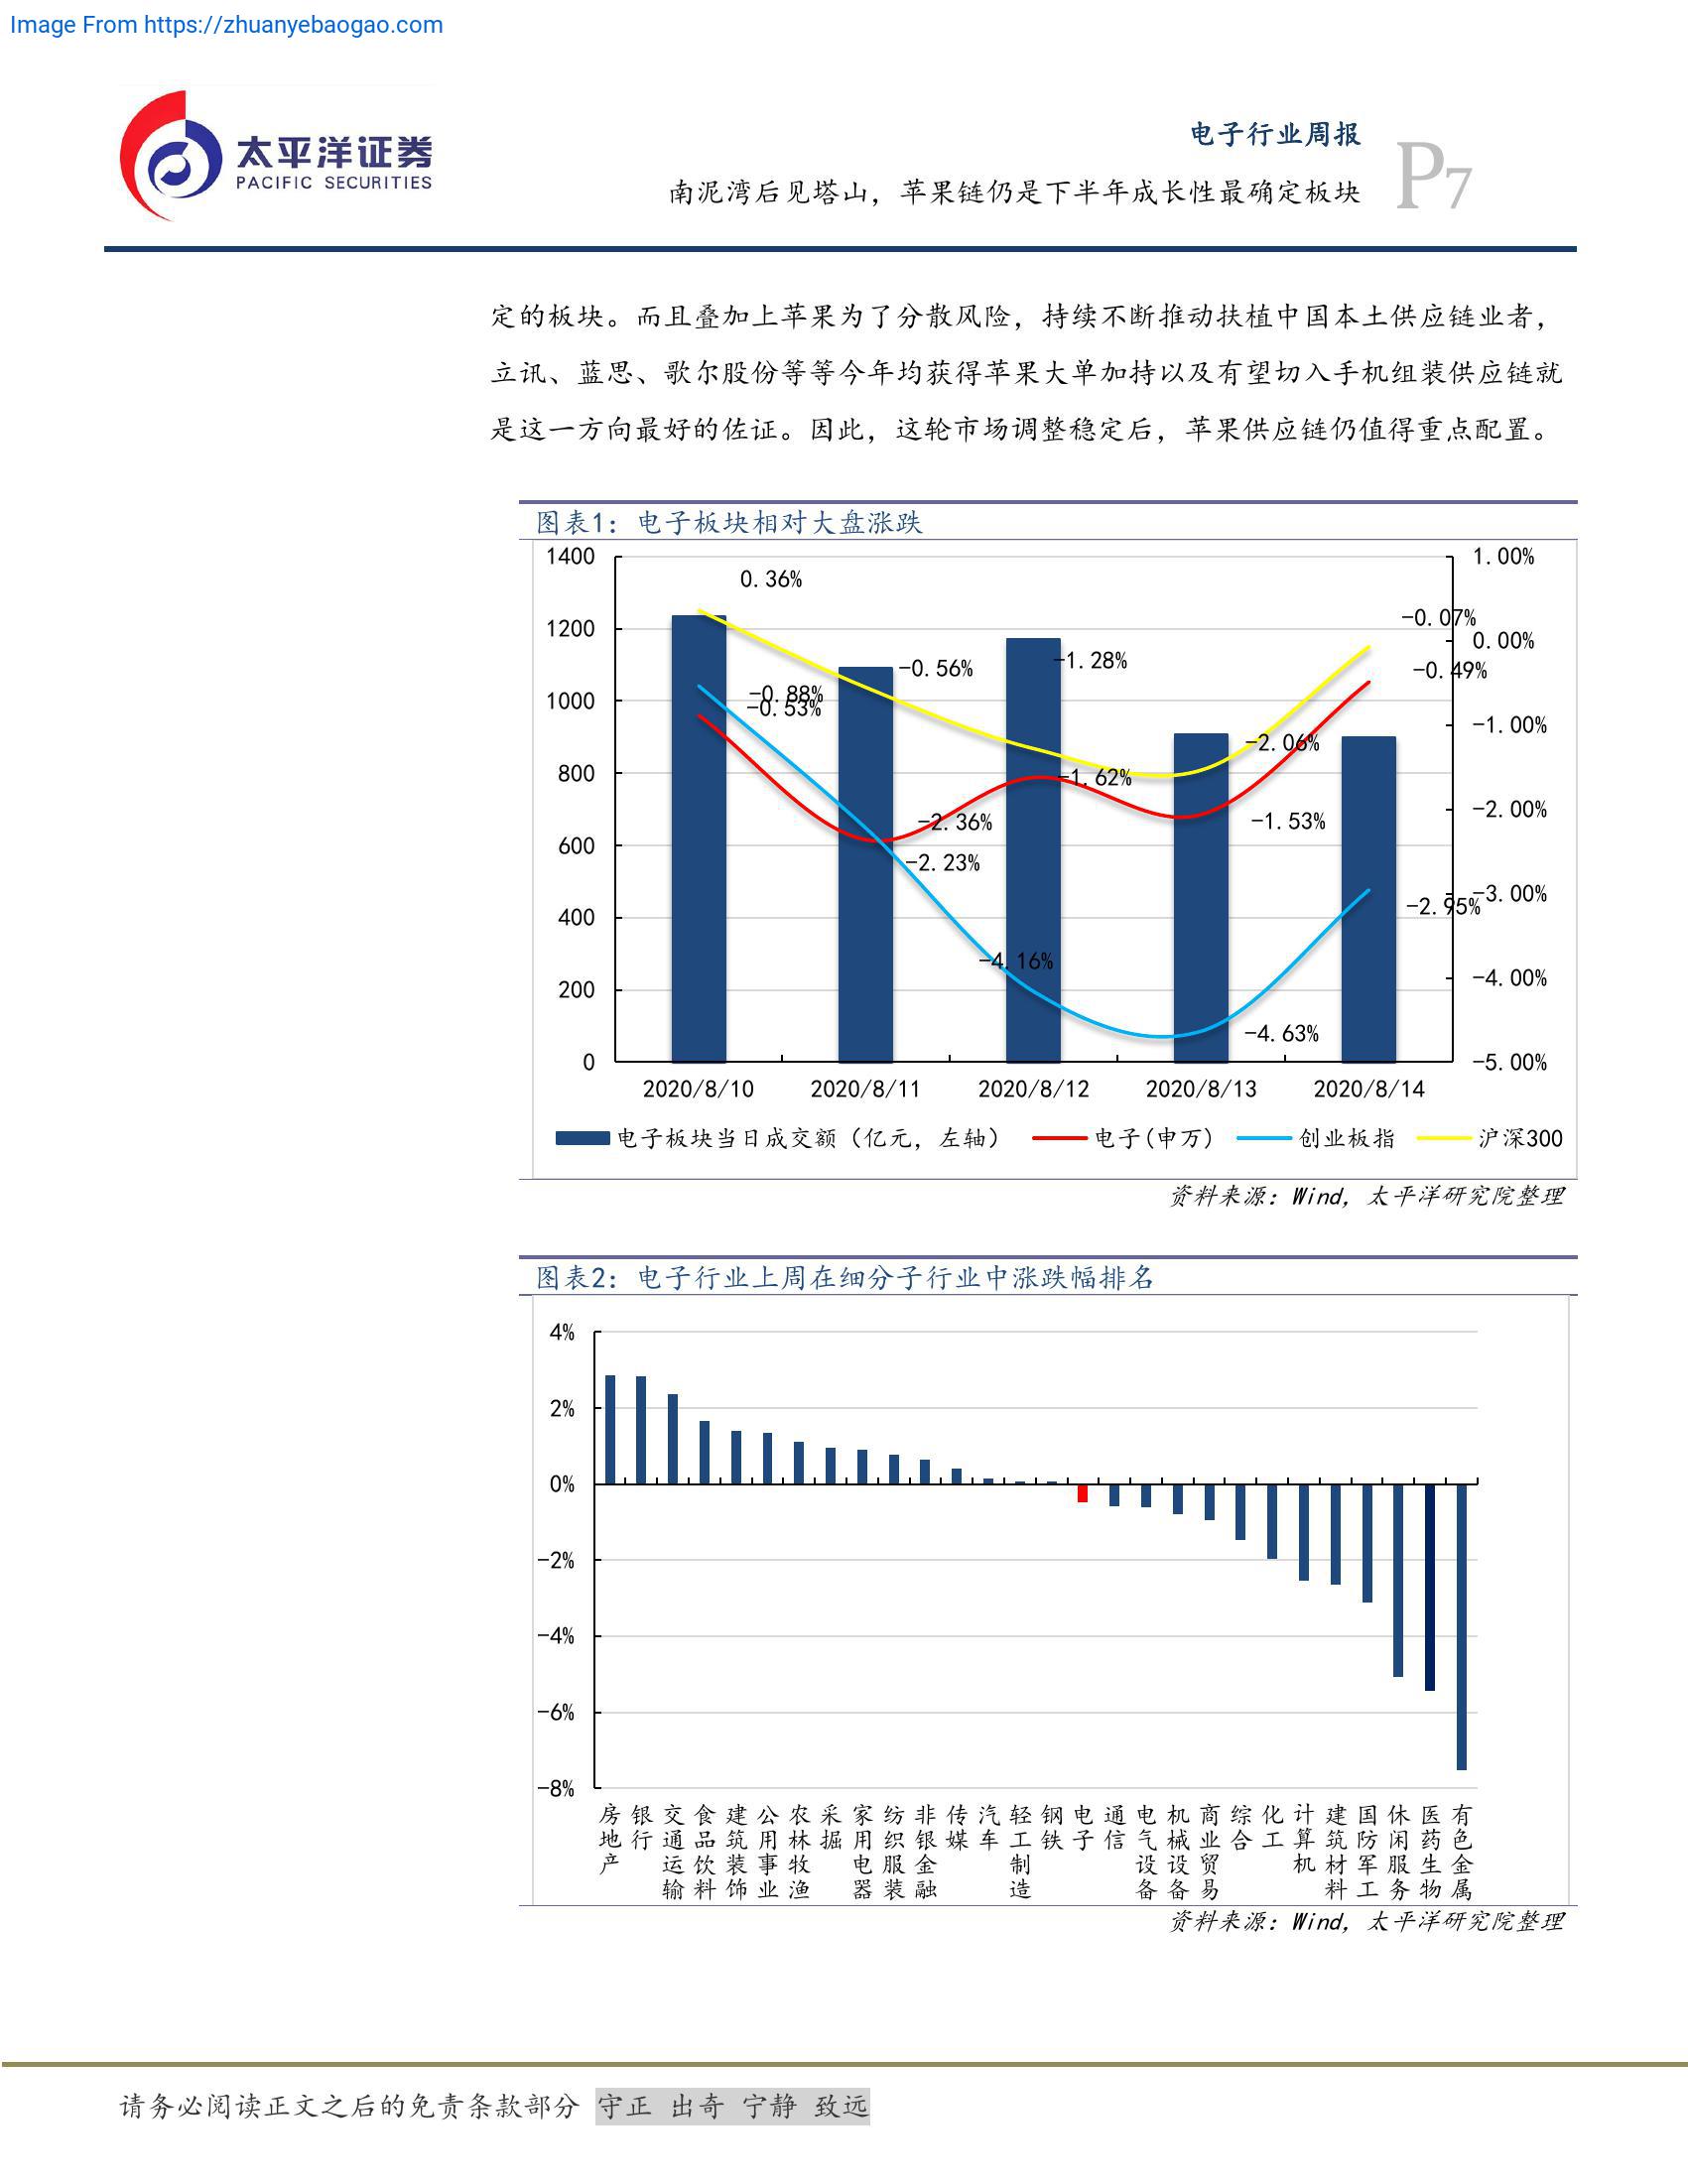 Image From https://zhuanyebaogao.com
太平洋证券
PACIFIC SECURITIES
电子行业周报
南泥湾后见塔山，苹果链仍是下半年成长性最确定板块
P7
定的板块。而且叠加上苹果为了分散风险，持续不断推动扶植中国本土供应链业者，
立讯、蓝思、歌尔股份等等今年均获得苹果大单加持以及有望切入手机组装供应链就
是这一方向最好的佐证。因此，这轮市场调整稳定后，苹果供应链仍值得重点配置。
图表1：电子板块相对大盘涨跌
1400
1200
1000
800
600
400
200
0
1.00%
0.00%
-1.00%
-2.00%
-3.00%
-4.00%
-5.00%
0.36%
-0.56%
-1.28%
-0.07%
-0.49%
-0.88%
-0.53%
-2.06%
-1.62%
-2.36%
-1.53%
-2.23%
-2.95%
-4.16%
-4.63%
2020/8/10 2020/8/11 2020/8/12 2020/8/13 2020/8/14
电子板块当日成交额（亿元，左轴） 电子(申万) 创业板指 沪深300
资料来源：Wind，太平洋研究院整理
图表2：电子行业上周在细分子行业中涨跌幅排名
4%
2%
0%
-2%
-4%
-6%
-8%
房地产 银行 交通运输 食品饮料 建筑装饰 公用事业 农林牧渔 采掘 家用电器 纺织服装 非银金融 传媒 汽车 轻工制造 钢铁 电子 通信 电气设备 机械设备 商业贸易 综合 化工 计算机 建筑材料 国防军工 休闲服务 医药生物 有色金属
资料来源：Wind，太平洋研究院整理
请务必阅读正文之后的免责条款部分 守正 出奇 宁静 致远